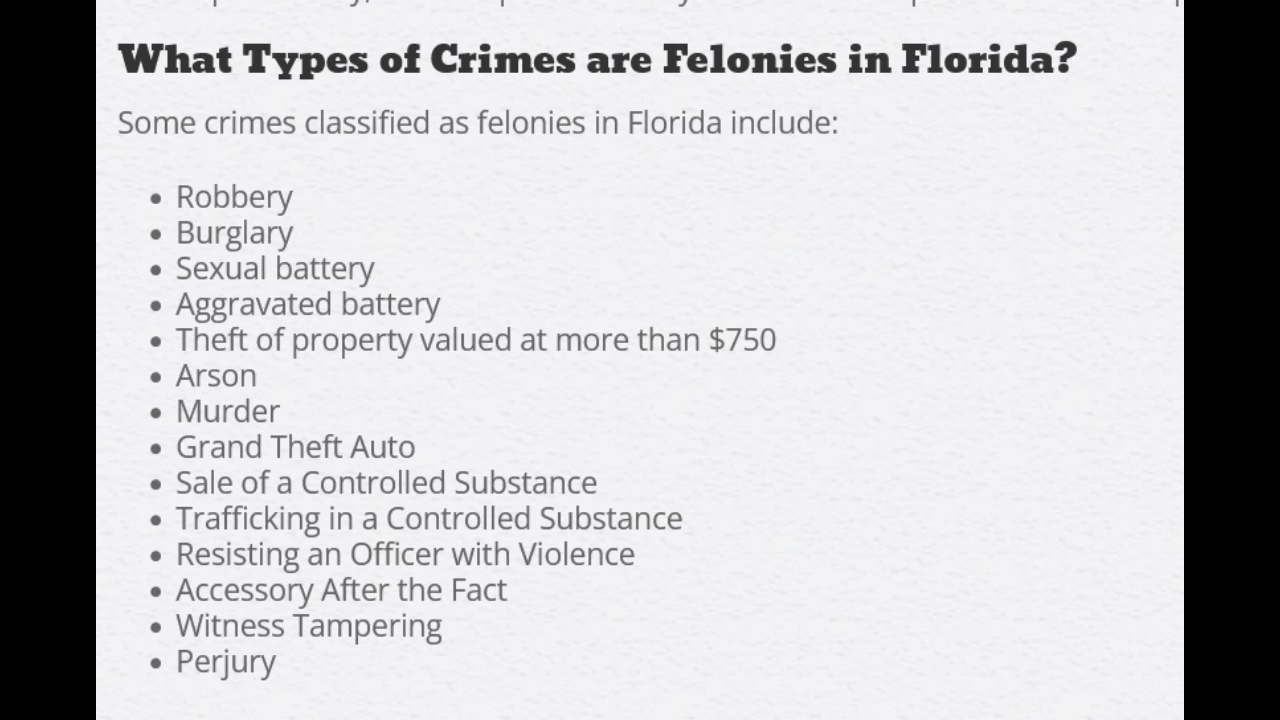 What Types of Crimes are Felonies in Florida?
Some crimes classified as felonies in Florida include:
• Robbery
• Burglary
• Sexual battery
• Aggravated battery
• Theft of property valued at more than $750
• Arson
• Murder
• Grand Theft Auto
• Sale of a Controlled Substance
• Trafficking in a Controlled Substance
• Resisting an Officer with Violence
• Accessory After the Fact
• Witness Tampering
• Perjury